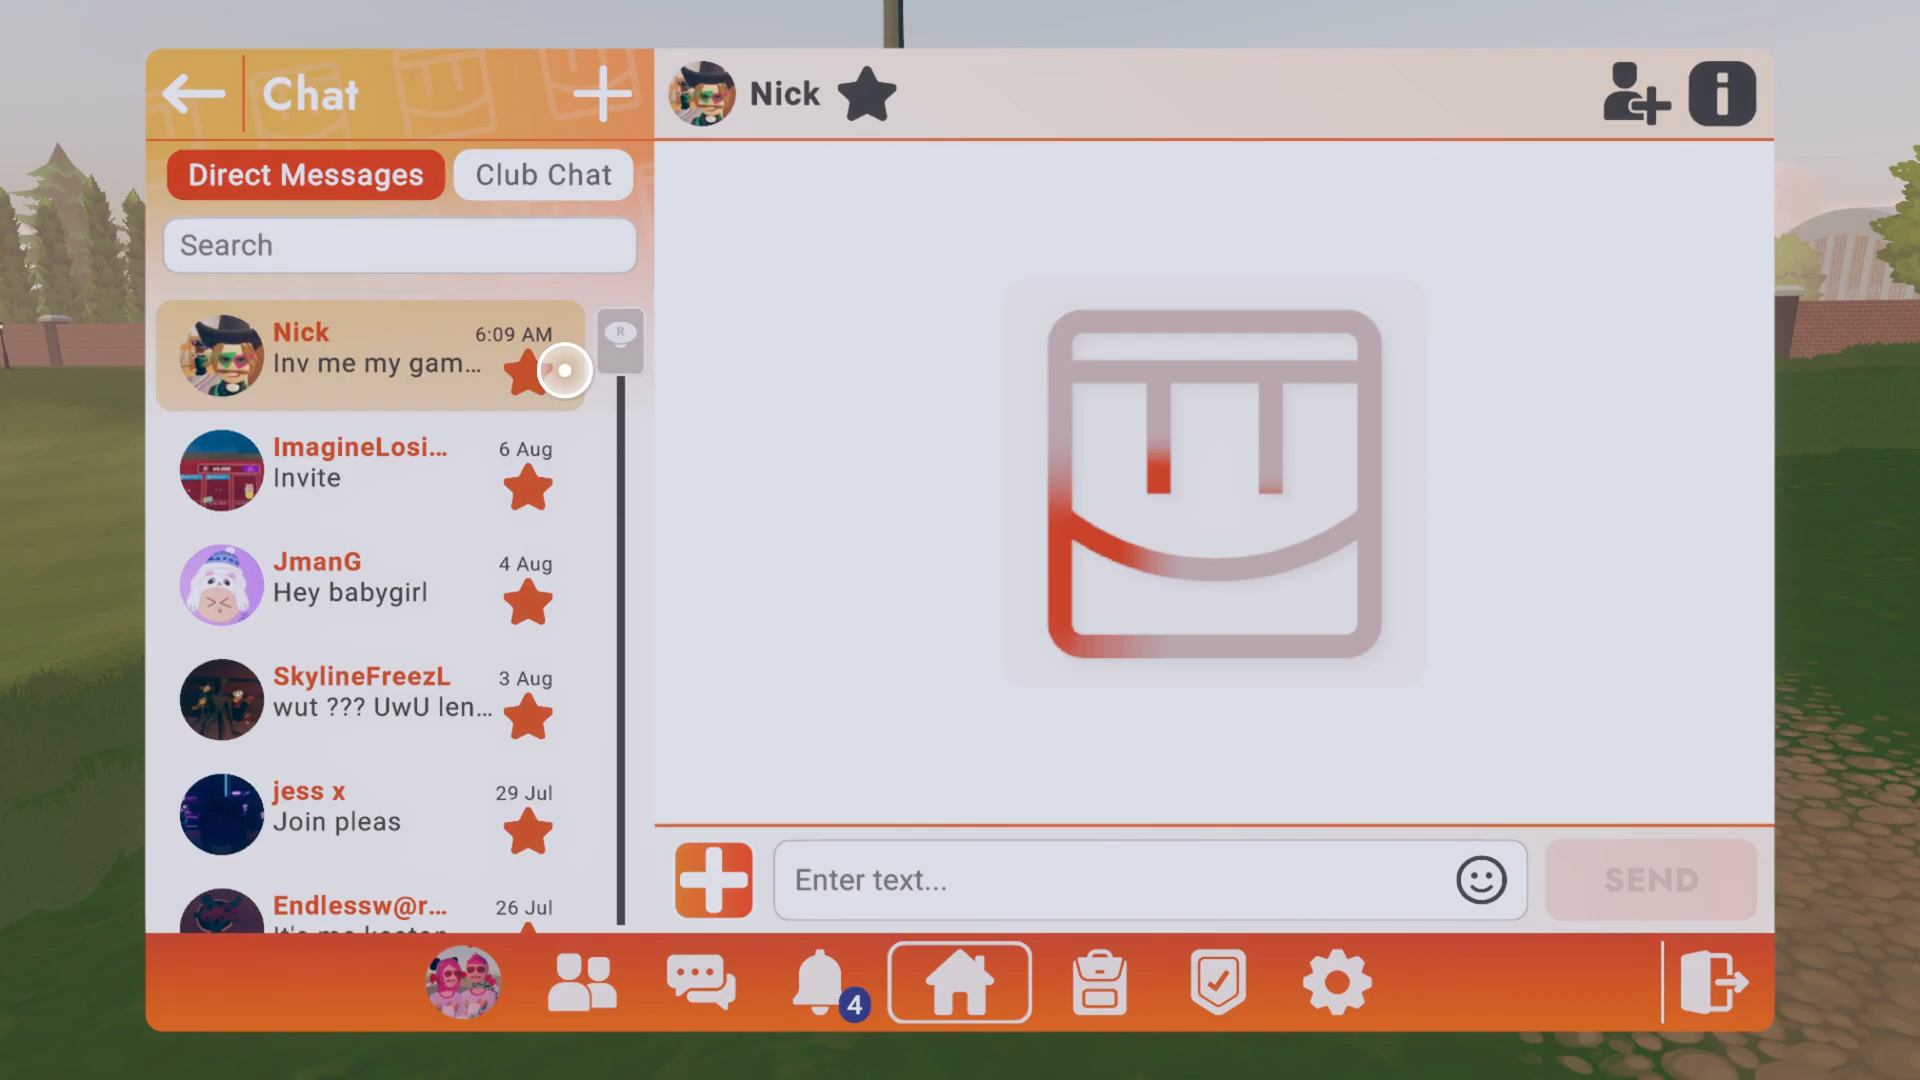 Chat
Nick
Direct Messages
Club Chat
Search
Nick
6:09 AM
Inv me my gam...
R
ImagineLosi...
6 Aug
Invite
JmanG
4 Aug
Hey babygirl
SkylineFreezL
3 Aug
wut ??? UwU len...
jess x
29 Jul
Join pleas
Endlessw@r...
26 Jul
Enter text...
SEND
4